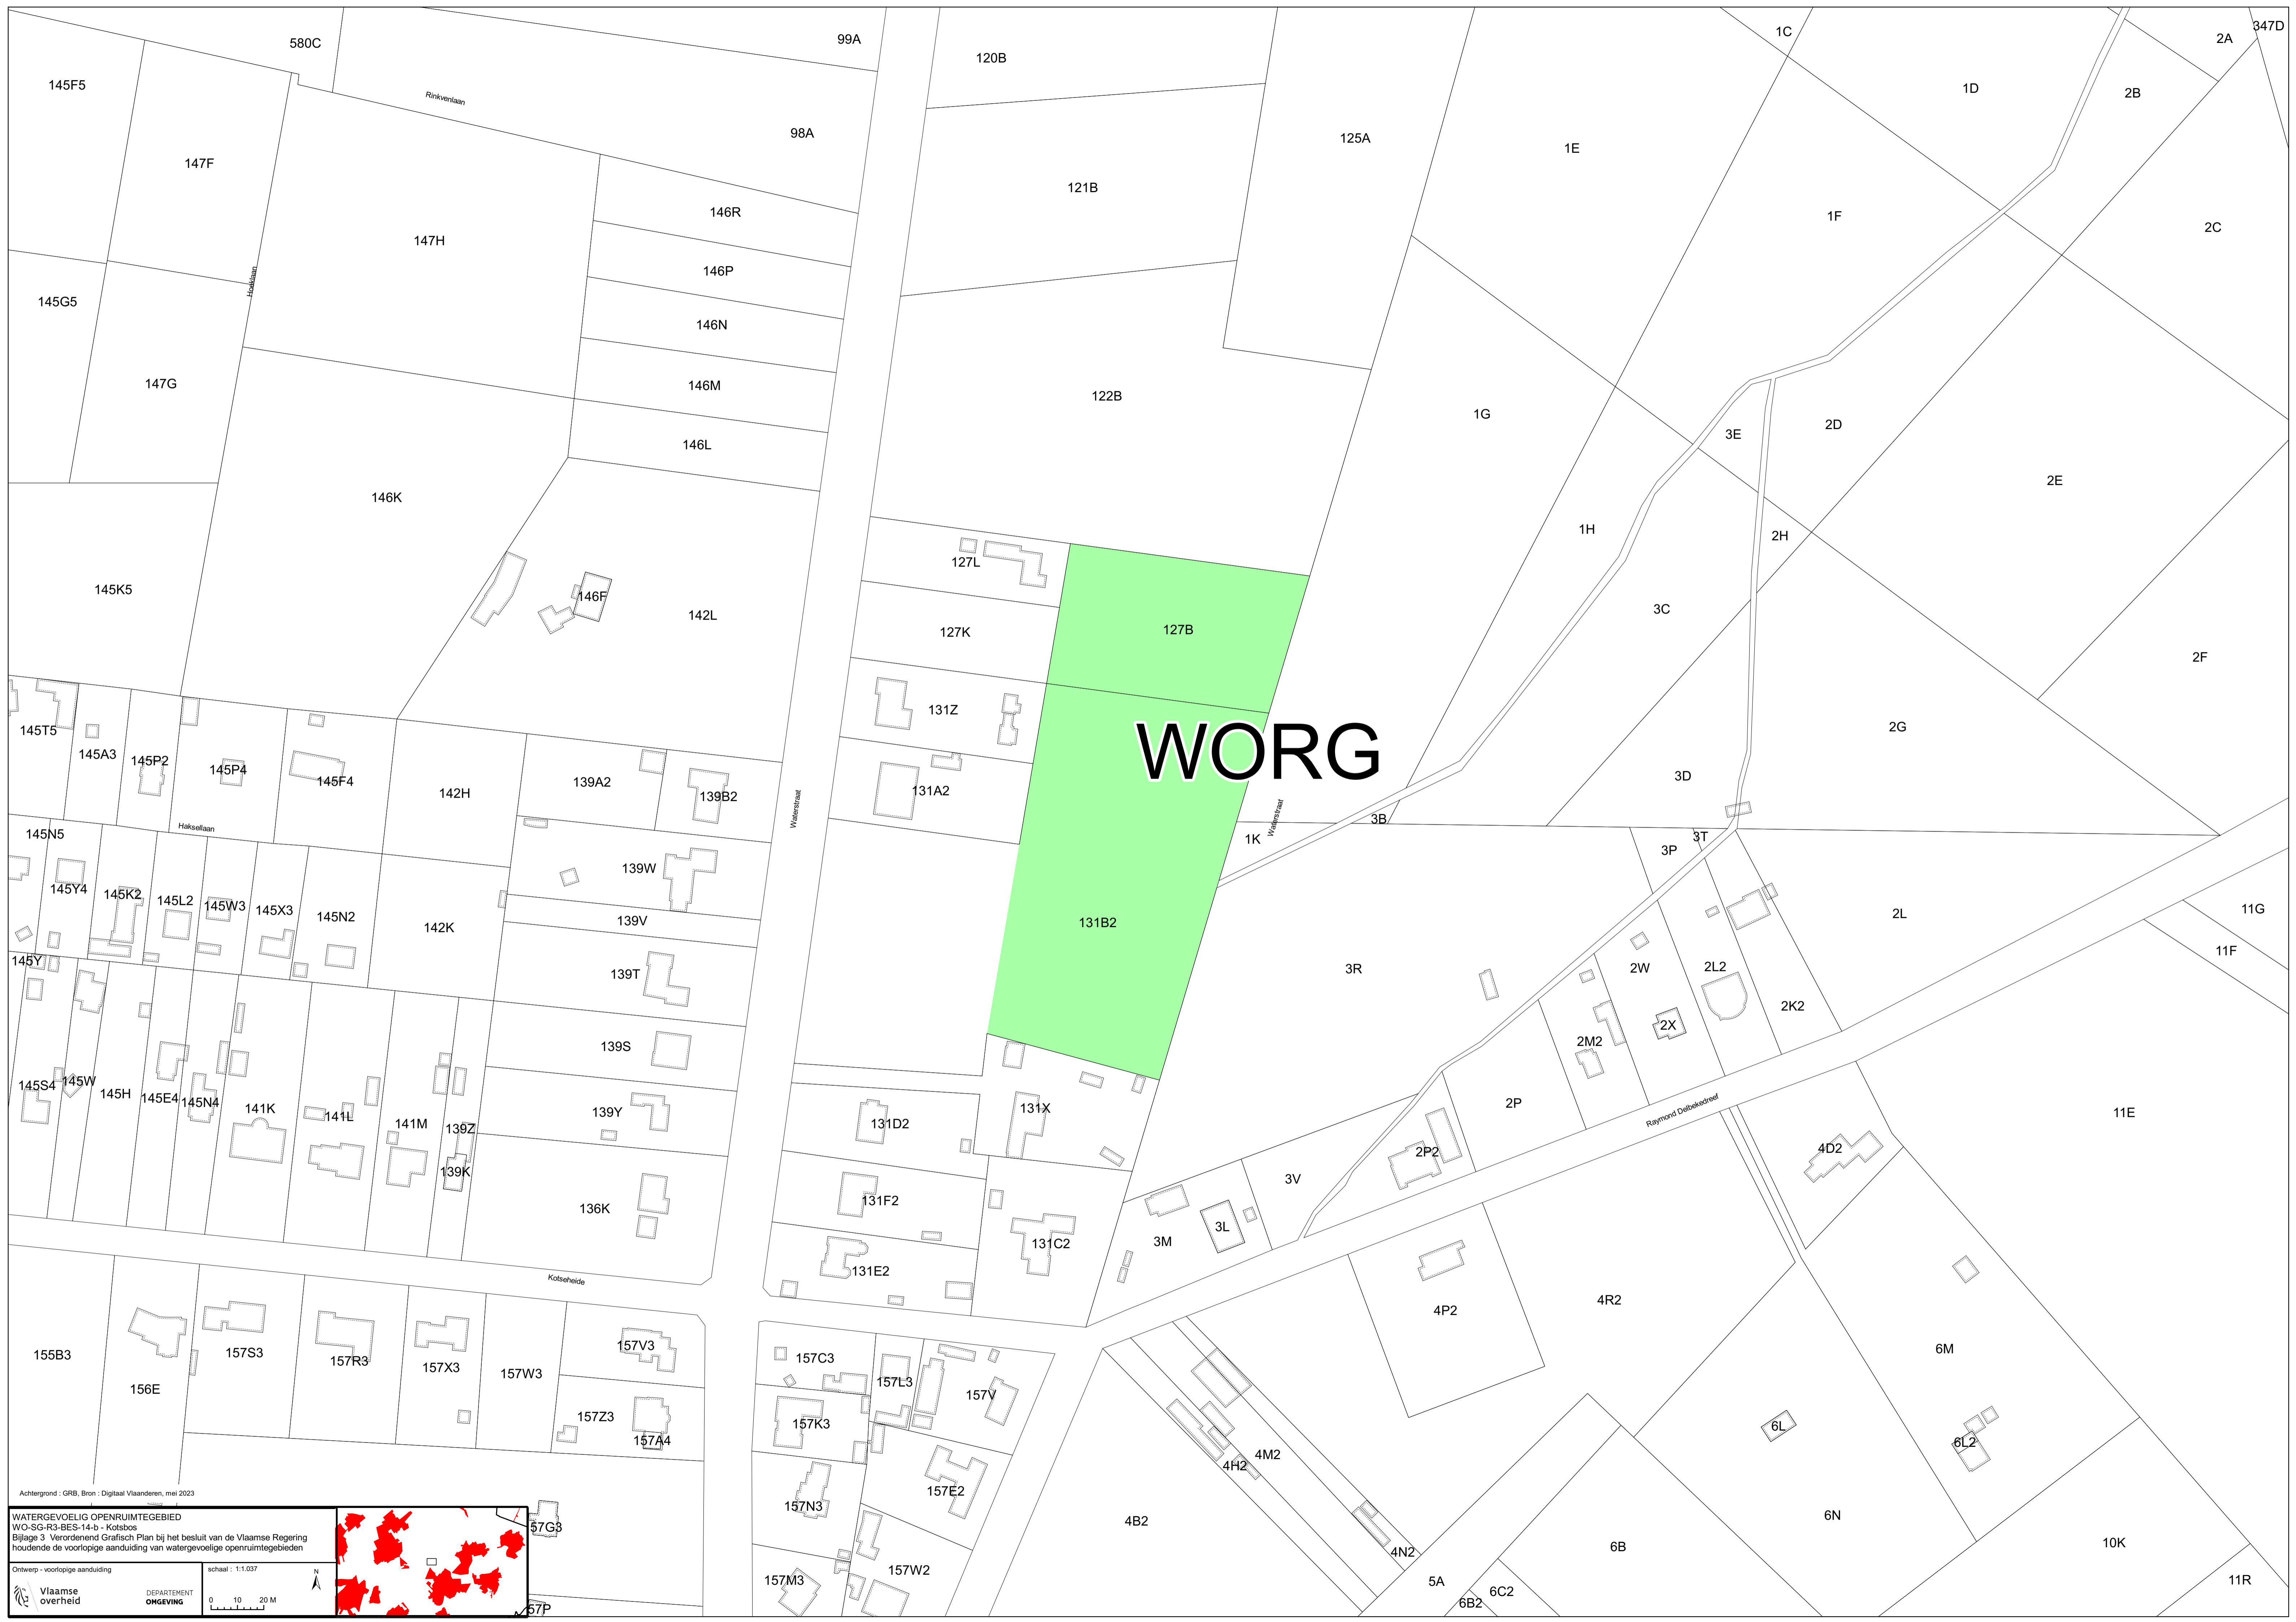 580C
99A
120B
1C
2A
347D
145F5
Rinkvenlaan
1D
2B
98A
125A
1E
147F
121B
146R
1F
2C
147H
146P
Hoeklaan
145G5
146N
147G
146M
122B
1G
3E
2D
146L
146K
2E
1H
2H
127L
145K5
146F
142L
3C
127K
127B
2F
131Z
145T5
2G
WORG
145A3
145P2
145P4
145F4
3D
139A2
142H
139B2
131A2
Waterstraat
Waterstraat
3B
Haksellaan
145N5
1K
3T
3P
139W
145Y4
145K2
145L2
145W3
145X3
145N2
139V
142K
131B2
2L
11G
11F
145Y
139T
3R
2W
2L2
2K2
2X
139S
2M2
145S4
145W
145H
145E4
145N4
141K
141L
141M
139Z
139Y
131X
131D2
2P
Raymond Delbekedreef
11E
4D2
2P2
139K
3V
131F2
136K
3L
3M
131C2
131E2
Kotseheide
4R2
4P2
155B3
157S3
157R3
157X3
157V3
157W3
156E
157C3
157L3
157V
6M
157Z3
157K3
157A4
6L
6L2
4M2
4H2
157E2
157N3
Achtergrond : GRB, Bron : Digitaal Vlaanderen, mei 2023
4B2
6N
WATERGEVOELIG OPENRUIMTEGEBIED
WO-SG-R3-BES-14-b - Kotsbos
Bijlage 3 Verordenend Grafisch Plan bij het besluit van de Vlaamse Regering
houdende de voorlopige aanduiding van watergevoelige openruimtegebieden
57G3
6B
10K
4N2
Ontwerp - voorlopige aanduiding
schaal : 1:1.037
N
157W2
157M3
5A
6C2
6B2
11R
Vlaamse
overheid
DEPARTEMENT
OMGEVING
0 10 20 M
57P